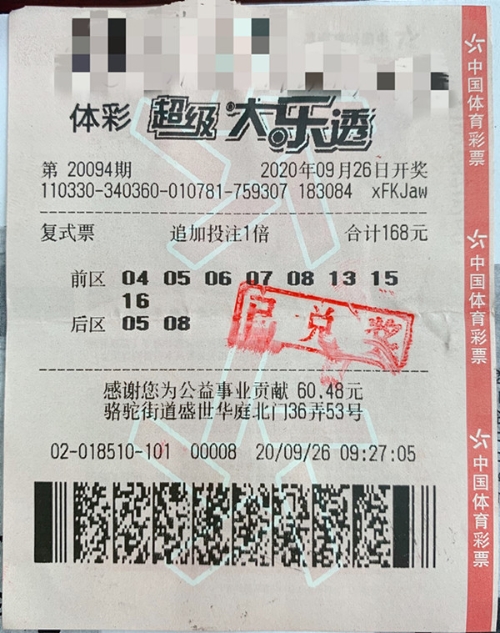 体彩 超级大乐透
第 20094期 2020年09月26日开奖
110330-340360-010781-759307 183084 xFKJaw
复式票 追加投注1倍 合计168元
前区 04 05 06 07 08 13 15
16
后区 05 08
已兑奖
感谢您为公益事业贡献 60.48元
骆驼街道盛世华庭北门36弄53号
02-018510-101 00008 20/09/26 09:27:05
中国体育彩票
中国体育彩票
中国体育彩票